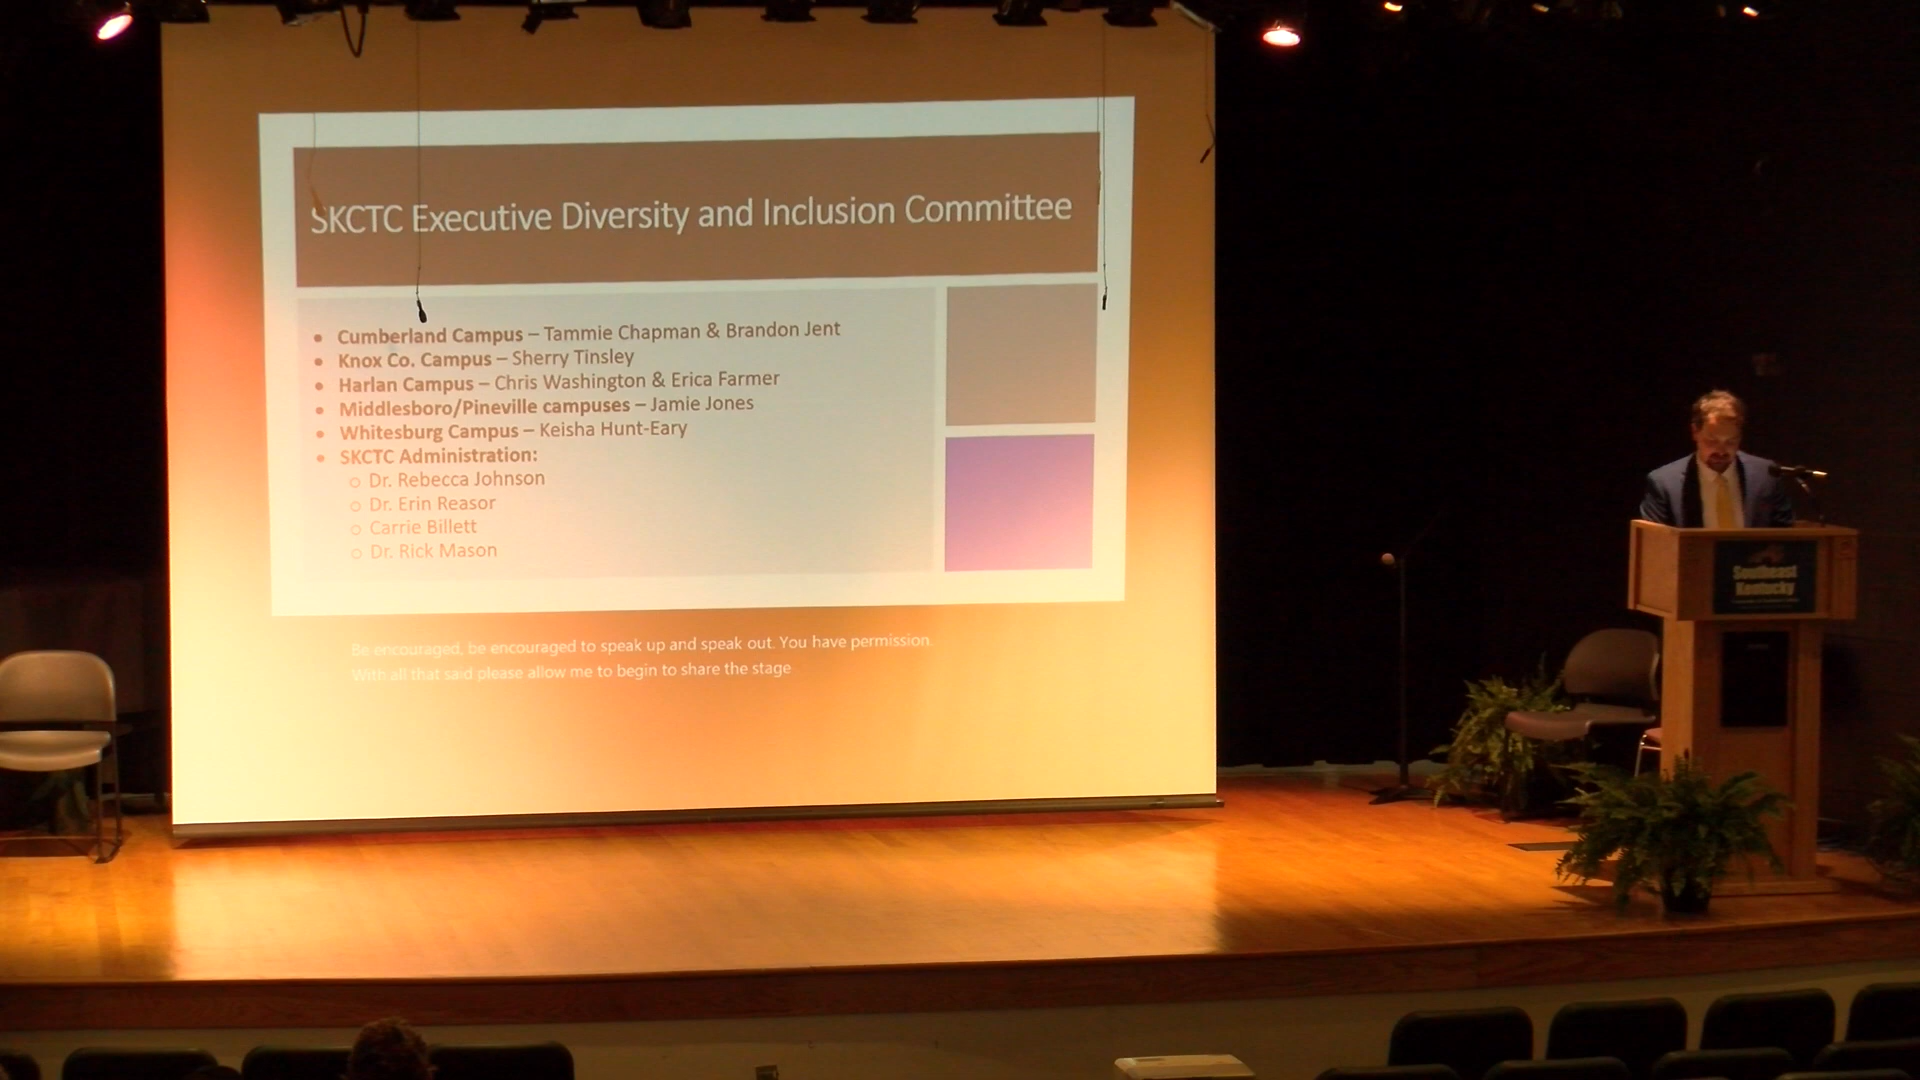 SKCTC Executive Diversity and Inclusion Committee
• Cumberland Campus – Tammie Chapman & Brandon Jent
• Knox Co. Campus – Sherry Tinsley
• Harlan Campus – Chris Washington & Erica Farmer
• Middlesboro/Pineville campuses – Jamie Jones
• Whitesburg Campus – Keisha Hunt-Eary
• SKCTC Administration:
o Dr. Rebecca Johnson
o Dr. Erin Reasor
o Carrie Billett
o Dr. Rick Mason
Be encouraged, be encouraged to speak up and speak out. You have permission.
With all that said please allow me to begin to share the stage
Southeast
Kentucky